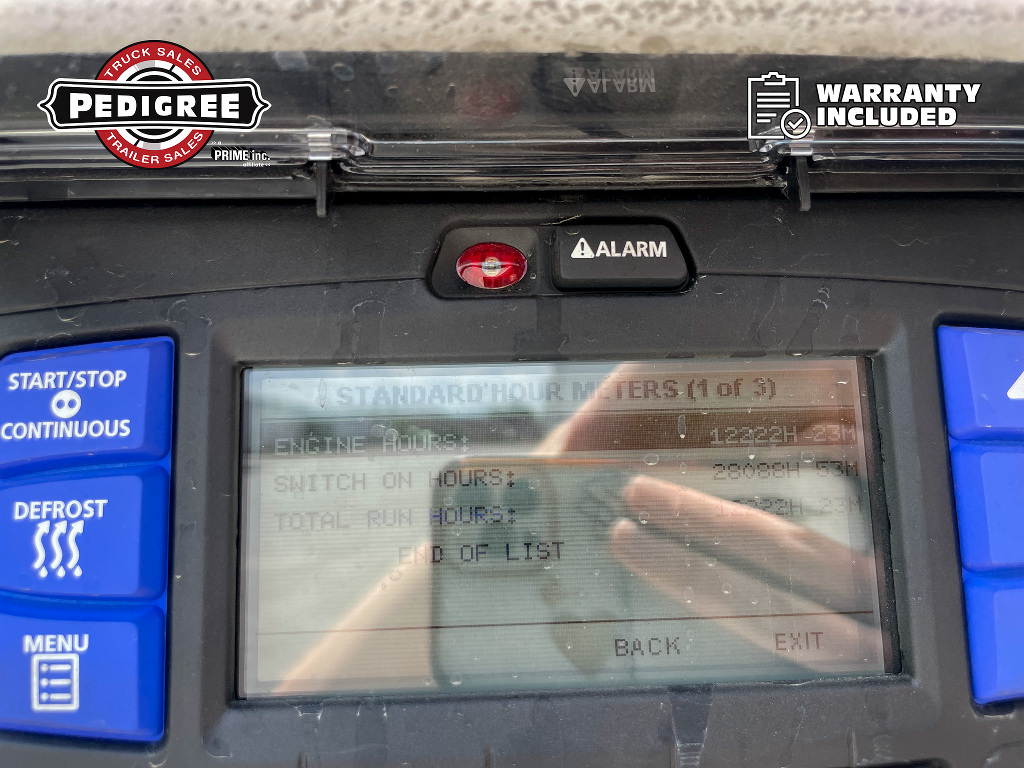 TRUCK SALES
PEDIGREE
TRAILER SALES
PRIME inc.
WARRANTY
INCLUDED
ALARM
ALARM
START/STOP
CONTINUOUS
DEFROST
MENU
STANDARD HOUR METERS (1 of 3)
ENGINE HOURS: 12322H 23M
SWITCH ON HOURS: 28088H 53M
TOTAL RUN HOURS: 23M
END OF LIST
BACK EXIT